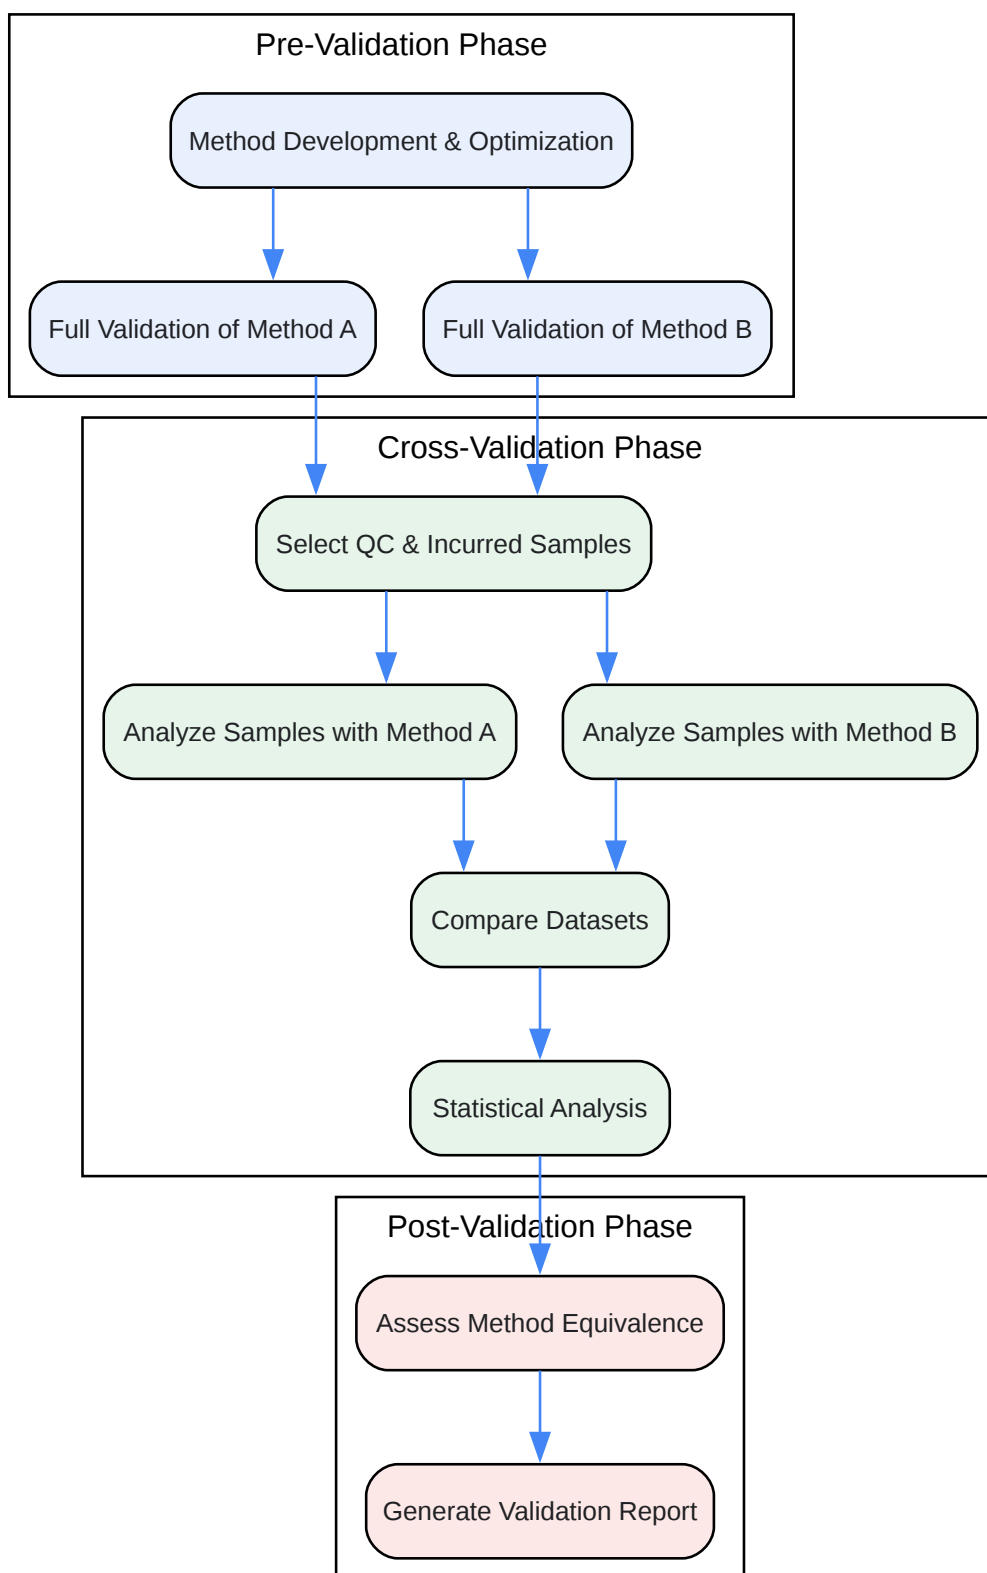 Pre-Validation Phase
Method Development & Optimization
Full Validation of Method A
Full Validation of Method B
Cross-Validation Phase
Select QC & Incurred Samples
Analyze Samples with Method A
Analyze Samples with Method B
Compare Datasets
Statistical Analysis
Post-Validation Phase
Assess Method Equivalence
Generate Validation Report